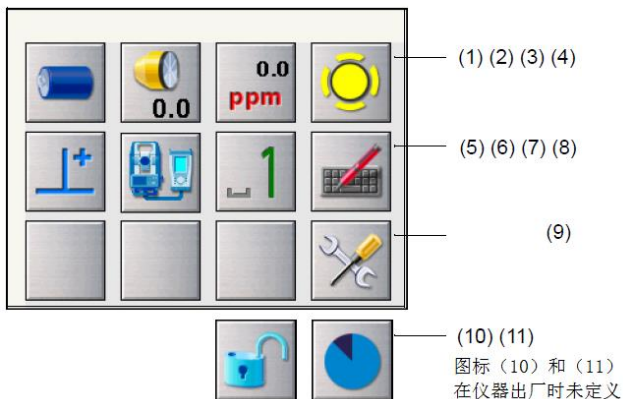 0.0
0.0
ppm
1
(1) (2) (3) (4)
(5) (6) (7) (8)
(9)
(10) (11)
图标（10）和（11）
在仪器出厂时未定义